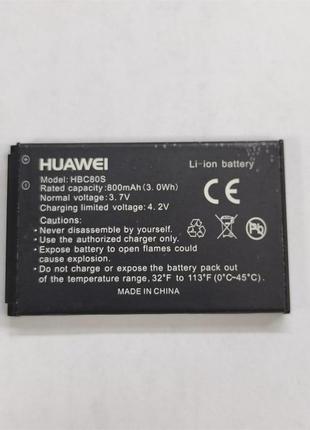 HUAWEI
Li-ion battery
Model: HBC80S
Rated capacity:800mAh(3.0Wh)
Normal voltage:3.7V
Charging limited voltage:4.2V
CE
Cautions:
•Never disassemble by yourself.
•Use the authorized charger only.
•Exposure battery to open flames could cause explosion.
•Do not charge or expose the battery pack out of the temperature range, 32°F to 113°F(0°C~45°C).
MADE IN CHINA